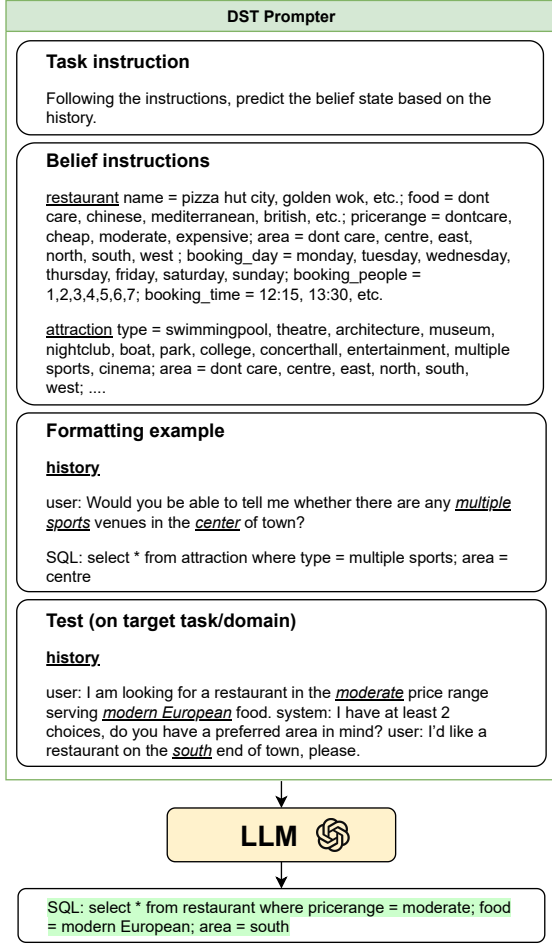 DST Prompter
Task instruction
Following the instructions, predict the belief state based on the
history.
Belief instructions
restaurant name = pizza hut city, golden wok, etc.; food = dont
care, chinese, mediterranean, british, etc.; pricerange = dontcare,
cheap, moderate, expensive; area = dont care, centre, east,
north, south, west ; booking_day = monday, tuesday, wednesday,
thursday, friday, saturday, sunday; booking_people =
1,2,3,4,5,6,7; booking_time = 12:15, 13:30, etc.
attraction type = swimmingpool, theatre, architecture, museum,
nightclub, boat, park, college, concerthall, entertainment, multiple
sports, cinema; area = dont care, centre, east, north, south,
west; ....
Formatting example
history
user: Would you be able to tell me whether there are any multiple
sports venues in the center of town?
SQL: select * from attraction where type = multiple sports; area =
centre
Test (on target task/domain)
history
user: I am looking for a restaurant in the moderate price range
serving modern European food. system: I have at least 2
choices, do you have a preferred area in mind? user: I'd like a
restaurant on the south end of town, please.
LLM
SQL: select * from restaurant where pricerange = moderate; food
= modern European; area = south